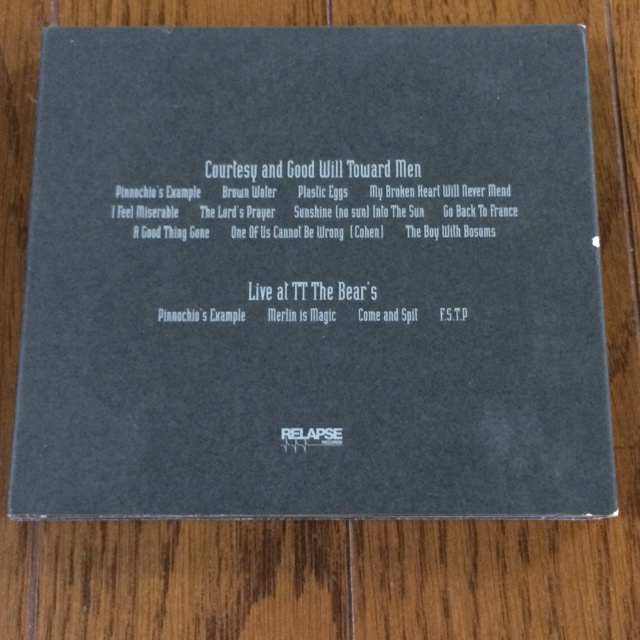 Courtesy and Good Will Toward Men
Pinnochio's Example Brown Water Plastic Eggs My Broken Heart Will Never Mend
I Feel Miserable The Lord's Prayer Sunshine (no sun) Into The Sun Go Back To France
A Good Thing Gone One Of Us Cannot Be Wrong (Cohen) The Boy With Bosoms
Live at TT The Bear's
Pinnochio's Example Merlin is Magic Come and Spit F.S.T.P
RELAPSE
RECORDS